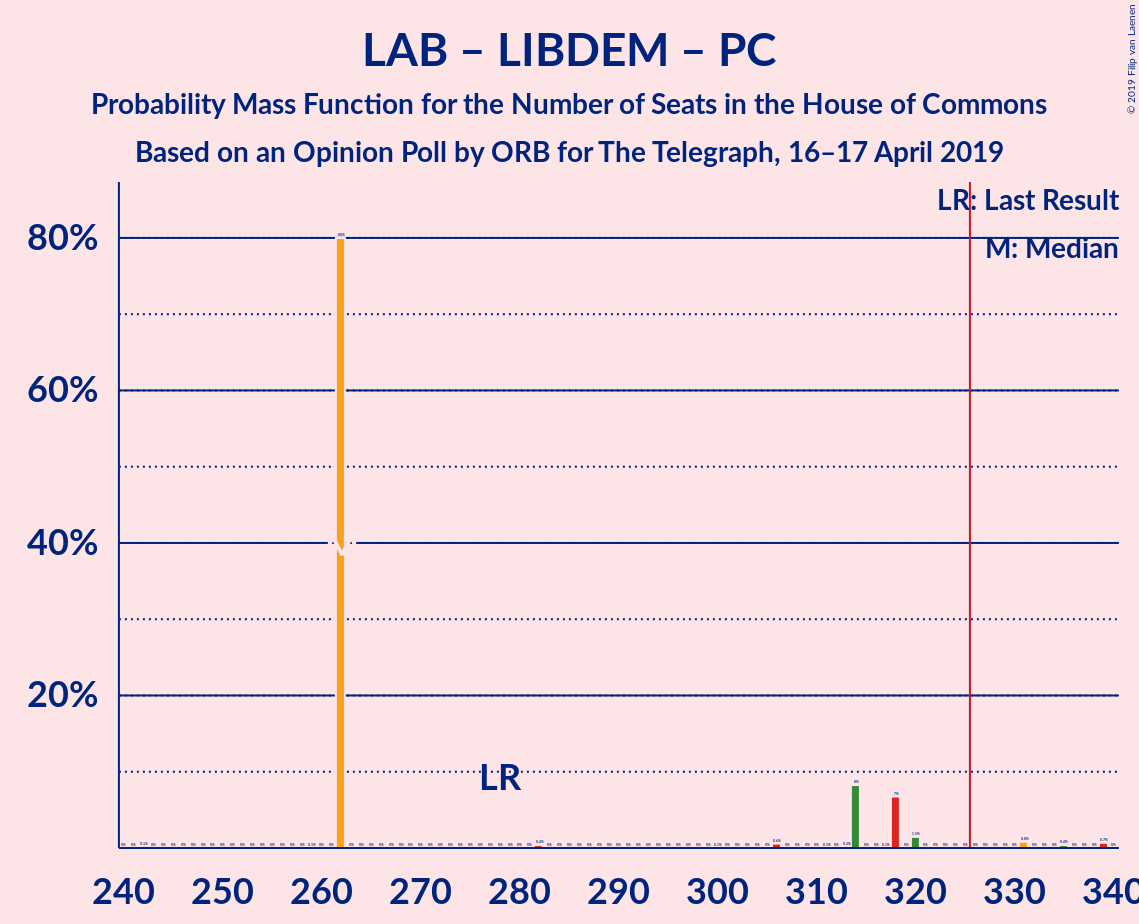 LAB – LIBDEM – PC
Probability Mass Function for the Number of Seats in the House of Commons
Based on an Opinion Poll by ORB for The Telegraph, 16–17 April 2019
© 2019 Filip van Laenen
LR: Last Result
M: Median
80%
60%
40%
20%
M
LR
240 250 260 270 280 290 300 310 320 330 340